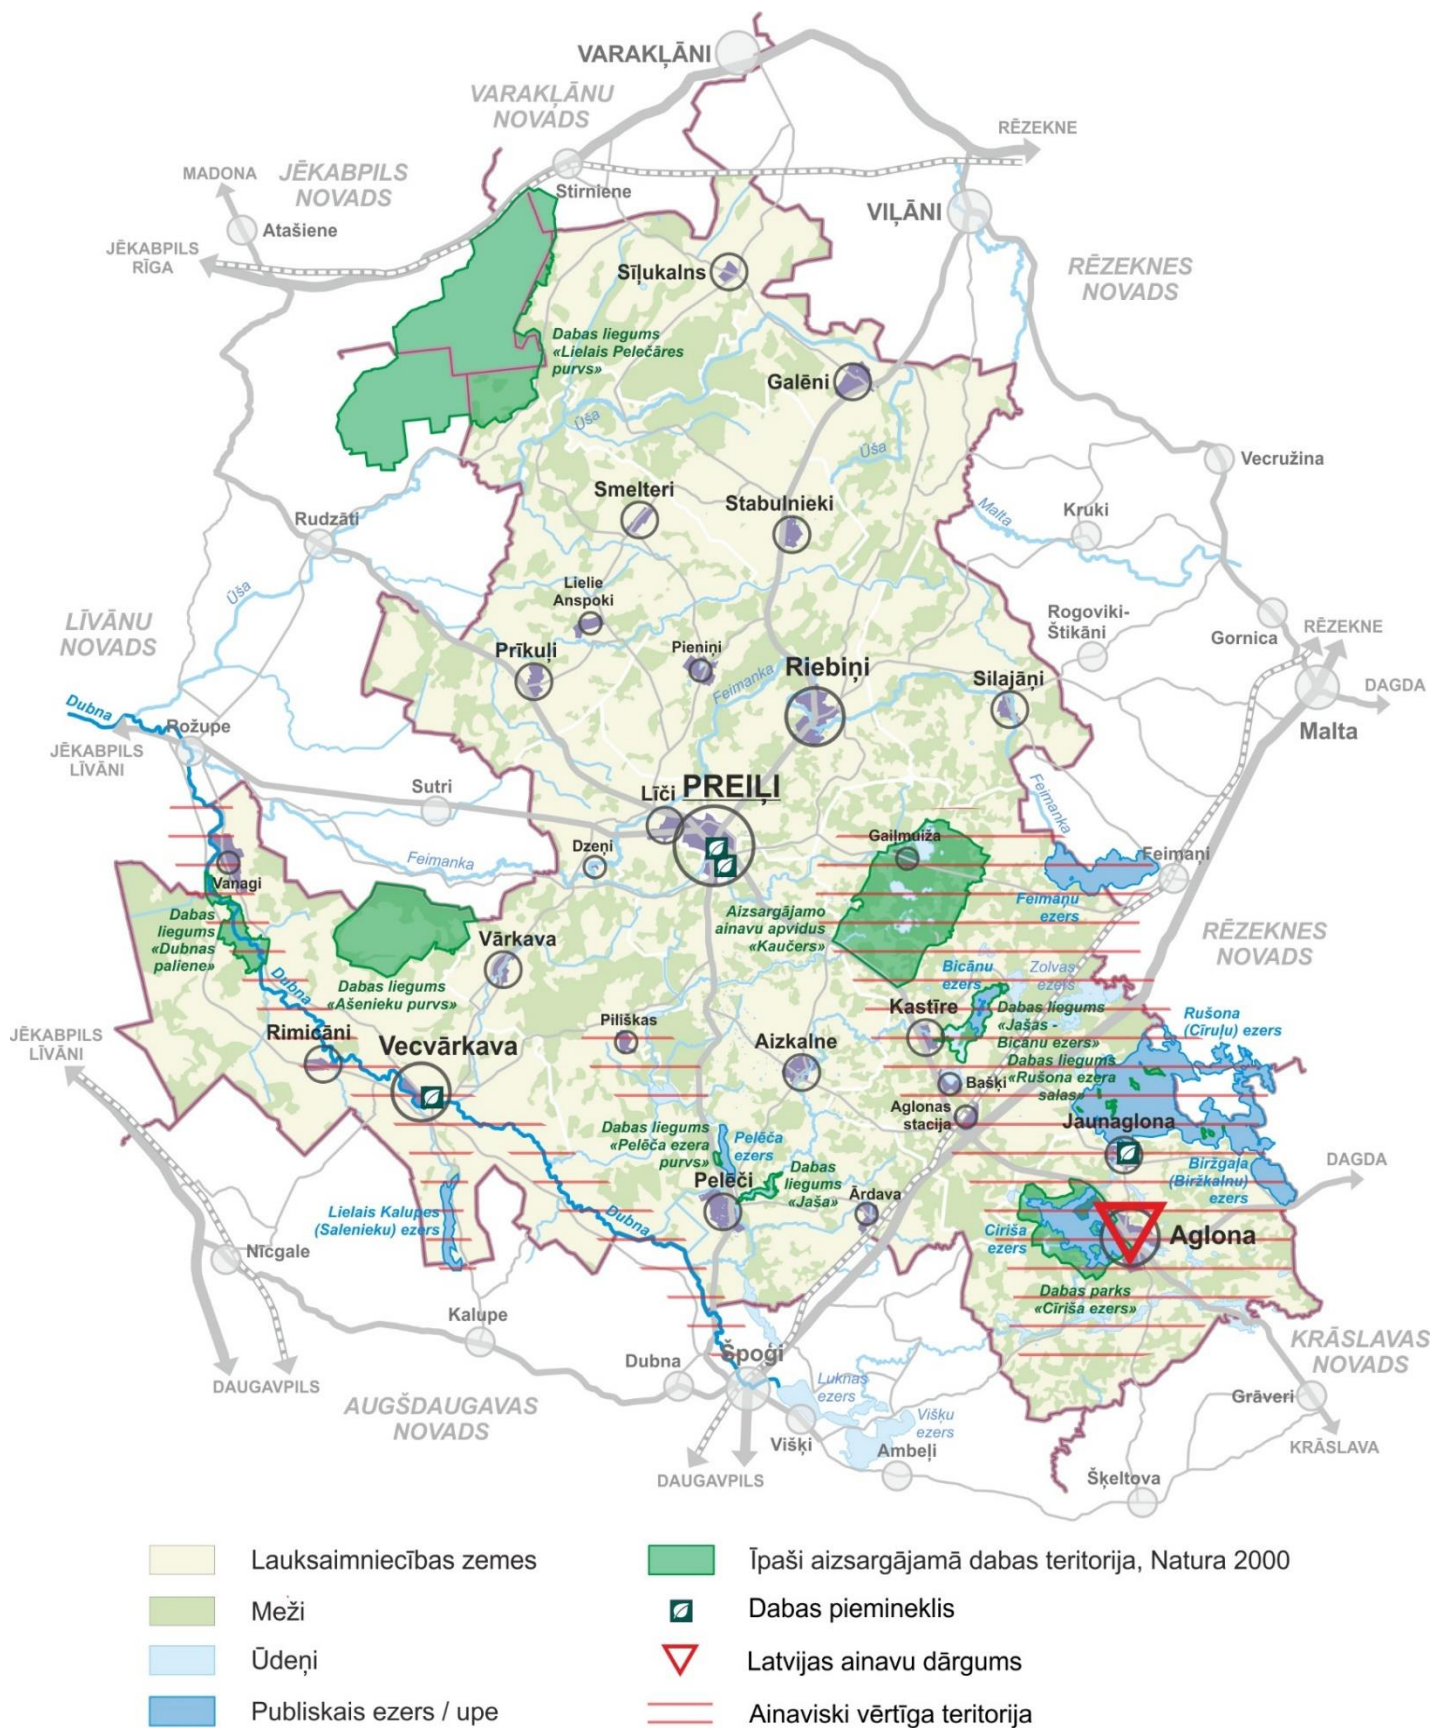 VARAKĻĀNI
VARAKĻĀNU
NOVADS
RĒZEKNE
MADONA
JĒKABPILS
NOVADS
Stirniene
VIĻĀNI
Atašiene
JĒKABPILS
RĪGA
Sīļukalns
RĒZEKNES
NOVADS
Dabas liegums
«Lielais Pelečāres
purvs»
Galēni
Ūša
Ūša
Vecružina
Smelteri
Stabulnieki
Malta
Kruki
Rudzāti
Ūša
Lielie
Anspoki
LĪVĀNU
NOVADS
Rogoviki-
Štikāni
Gornica
RĒZEKNE
Prīkuļi
Pieniņi
Riebiņi
Feimanka
Silajāņi
DAGDA
Dubna
Rožupe
JĒKABPILS
LĪVĀNI
Malta
Sutri
Līči
PREIĻI
Feimanka
Gailmuiža
Dzeņi
Feimanka
Feimaņi
Vanagi
Feimaņu
ezers
Dabas
liegums
«Dubnas
paliene»
Aizsargājamo
ainavu apvidus
«Kaučers»
Vārkava
RĒZEKNES
NOVADS
Dubna
Dabas liegums
«Ašenieku purvs»
Bicānu
ezers
Zolvas
ezers
Kastīre
Dabas liegums
«Jašas -
Bicānu ezers»
Rušona
(Cīruļu) ezers
JĒKABPILS
LĪVĀNI
Rimicāni
Vecvārkava
Piliškas
Aizkalne
Dabas liegums
«Rušona ezera
salas»
Bašķi
Aglonas
stacija
Jaunaglona
Dabas liegums
«Pelēča ezera
purvs»
Pelēča
ezers
Biržgaļa
(Biržkalnu)
ezers
DAGDA
Pelēči
Dabas
liegums
«Jaša»
Ārdava
Lielais Kalupes
(Salenieku) ezers
Dubna
Cīriša
ezers
Aglona
Nīcgale
Dabas parks
«Cīriša ezers»
Kalupe
KRĀSLAVAS
NOVADS
Dubna
Špoģi
DAUGAVPILS
AUGŠDAUGAVAS
NOVADS
Luknas
ezers
Grāveri
Višķi
Višķu
ezers
Ambeļi
KRĀSLAVA
DAUGAVPILS
Šķeltova
Lauksaimniecības zemes
Īpaši aizsargājamā dabas teritorija, Natura 2000
Meži
Dabas piemineklis
Ūdeņi
Latvijas ainavu dārgums
Publiskais ezers / upe
Ainaviski vērtīga teritorija